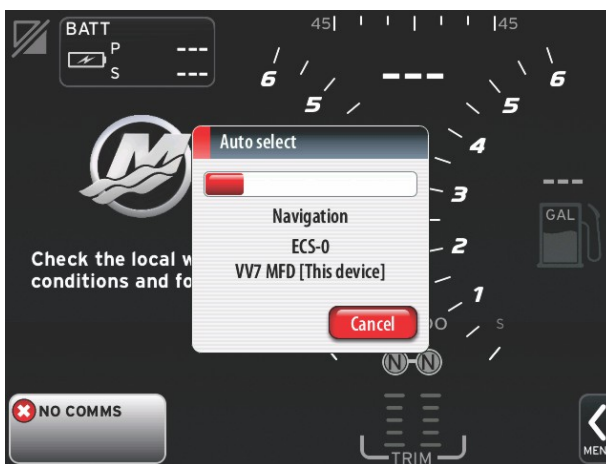 BATT
P ---
S ---
45 45
---
6 6
5 5
4
3
2
1
---
GAL
Auto select
Navigation
ECS-0
VV7 MFD [This device]
Cancel
Check the local w
conditions and fo
O S
N N
NO COMMS
TRIM
MEN